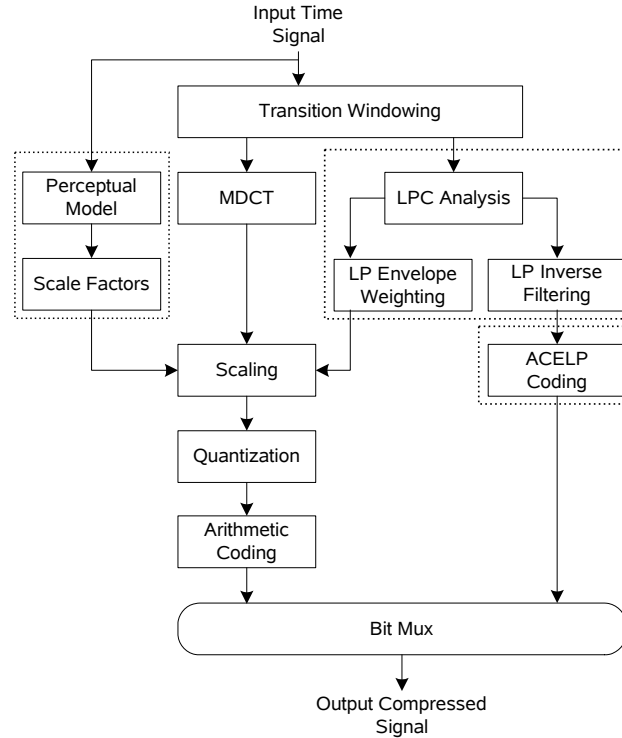 Input Time
Signal
Transition Windowing
Perceptual
Model
MDCT
LPC Analysis
Scale Factors
LP Envelope
Weighting
LP Inverse
Filtering
Scaling
ACELP
Coding
Quantization
Arithmetic
Coding
Bit Mux
Output Compressed
Signal